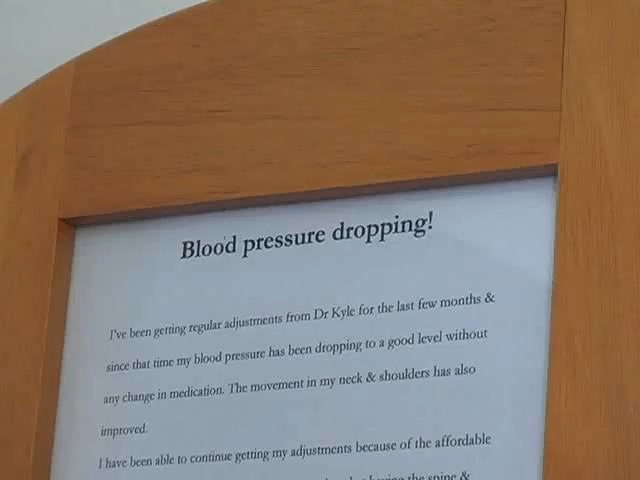 Blood pressure dropping!
I've been getting regular adjustments from Dr Kyle for the last few months &
since that time my blood pressure has been dropping to a good level without
any change in medication. The movement in my neck & shoulders has also
improved.
I have been able to continue getting my adjustments because of the affordable
the spine &